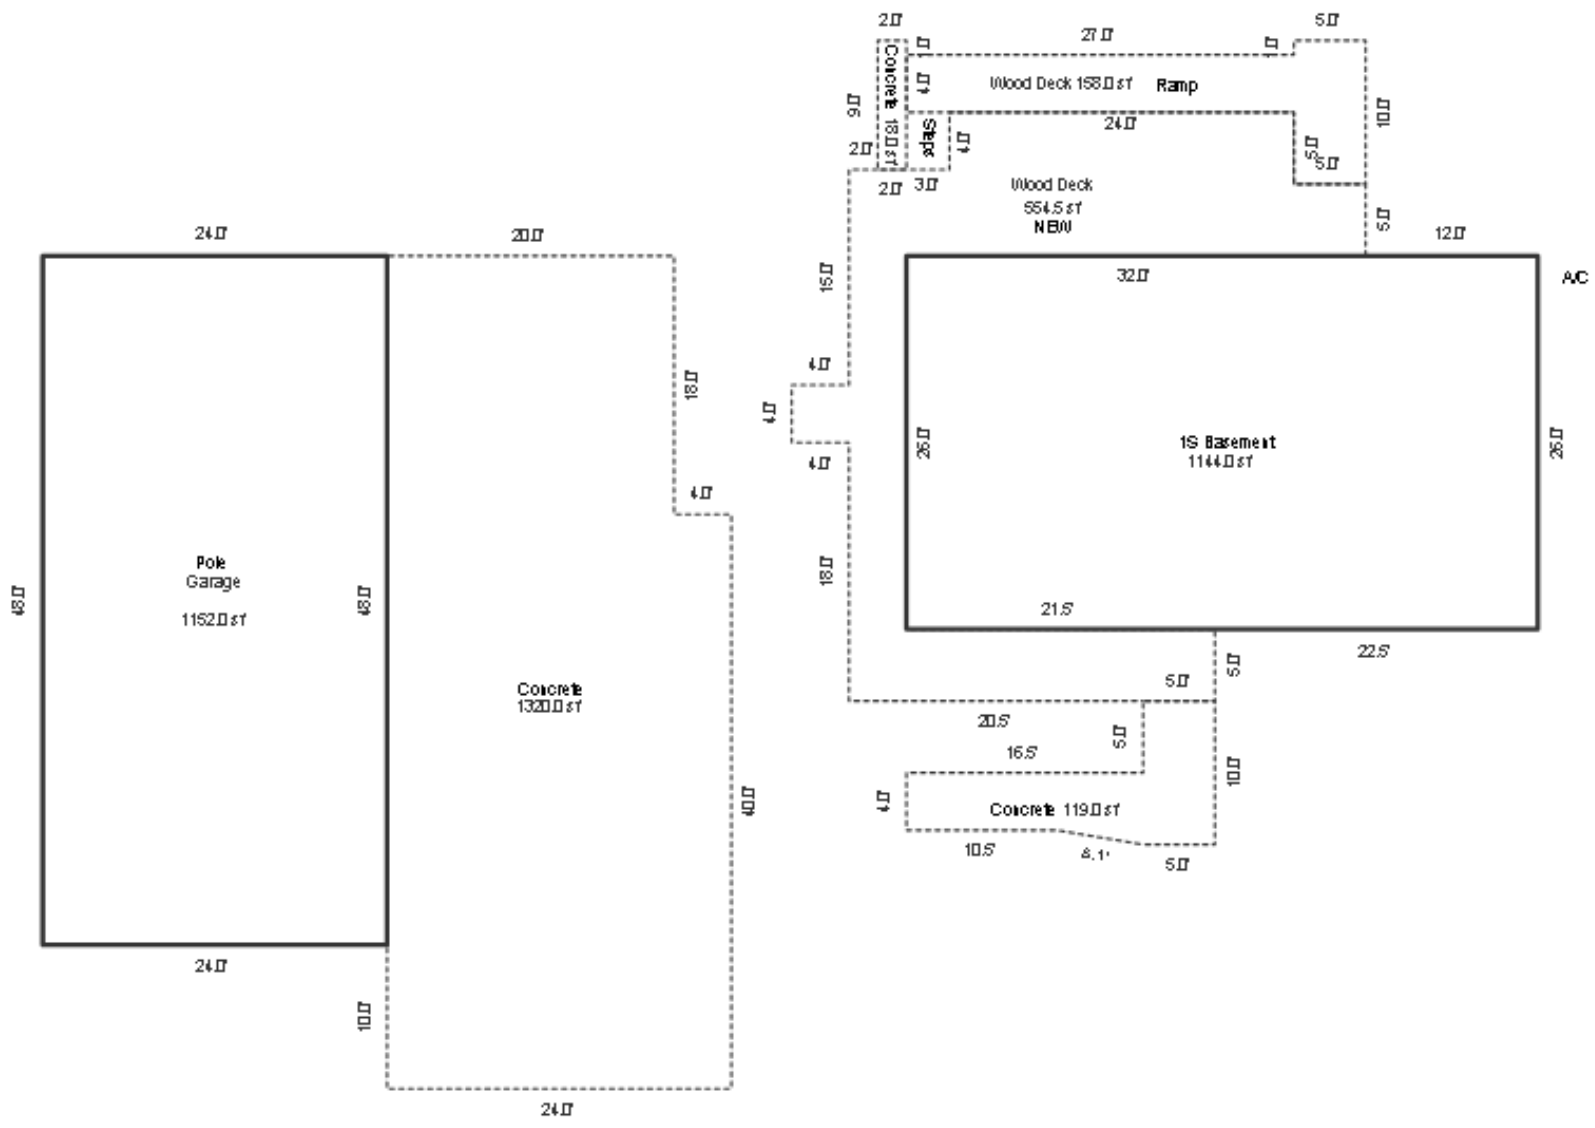 2.0' 5.0'
1.0' 27.0' 1.0'
Concrete 18.0 sf
9.0' 4.0' Wood Deck 158.0 sf Ramp 10.0'
Steps 4.0' 24.0' 5.0'
2.0' 5.0'
2.0' 3.0' Wood Deck
554.5 sf
NEW
5.0' 12.0'
24.0' 20.0'
15.0' 32.0' A/C
18.0' 4.0'
4.0' 26.0' 1S Basement 26.0'
1144.0 sf
4.0'
4.0'
Pole
Garage
48.0' 48.0' 18.0'
1152.0 sf
21.5'
22.5'
5.0'
5.0'
Concrete
1320.0 sf
20.5' 5.0'
16.5'
10.0'
40.0' 4.0' Concrete 119.0 sf
10.5' 8.1' 5.0'
24.0'
10.0'
24.0'